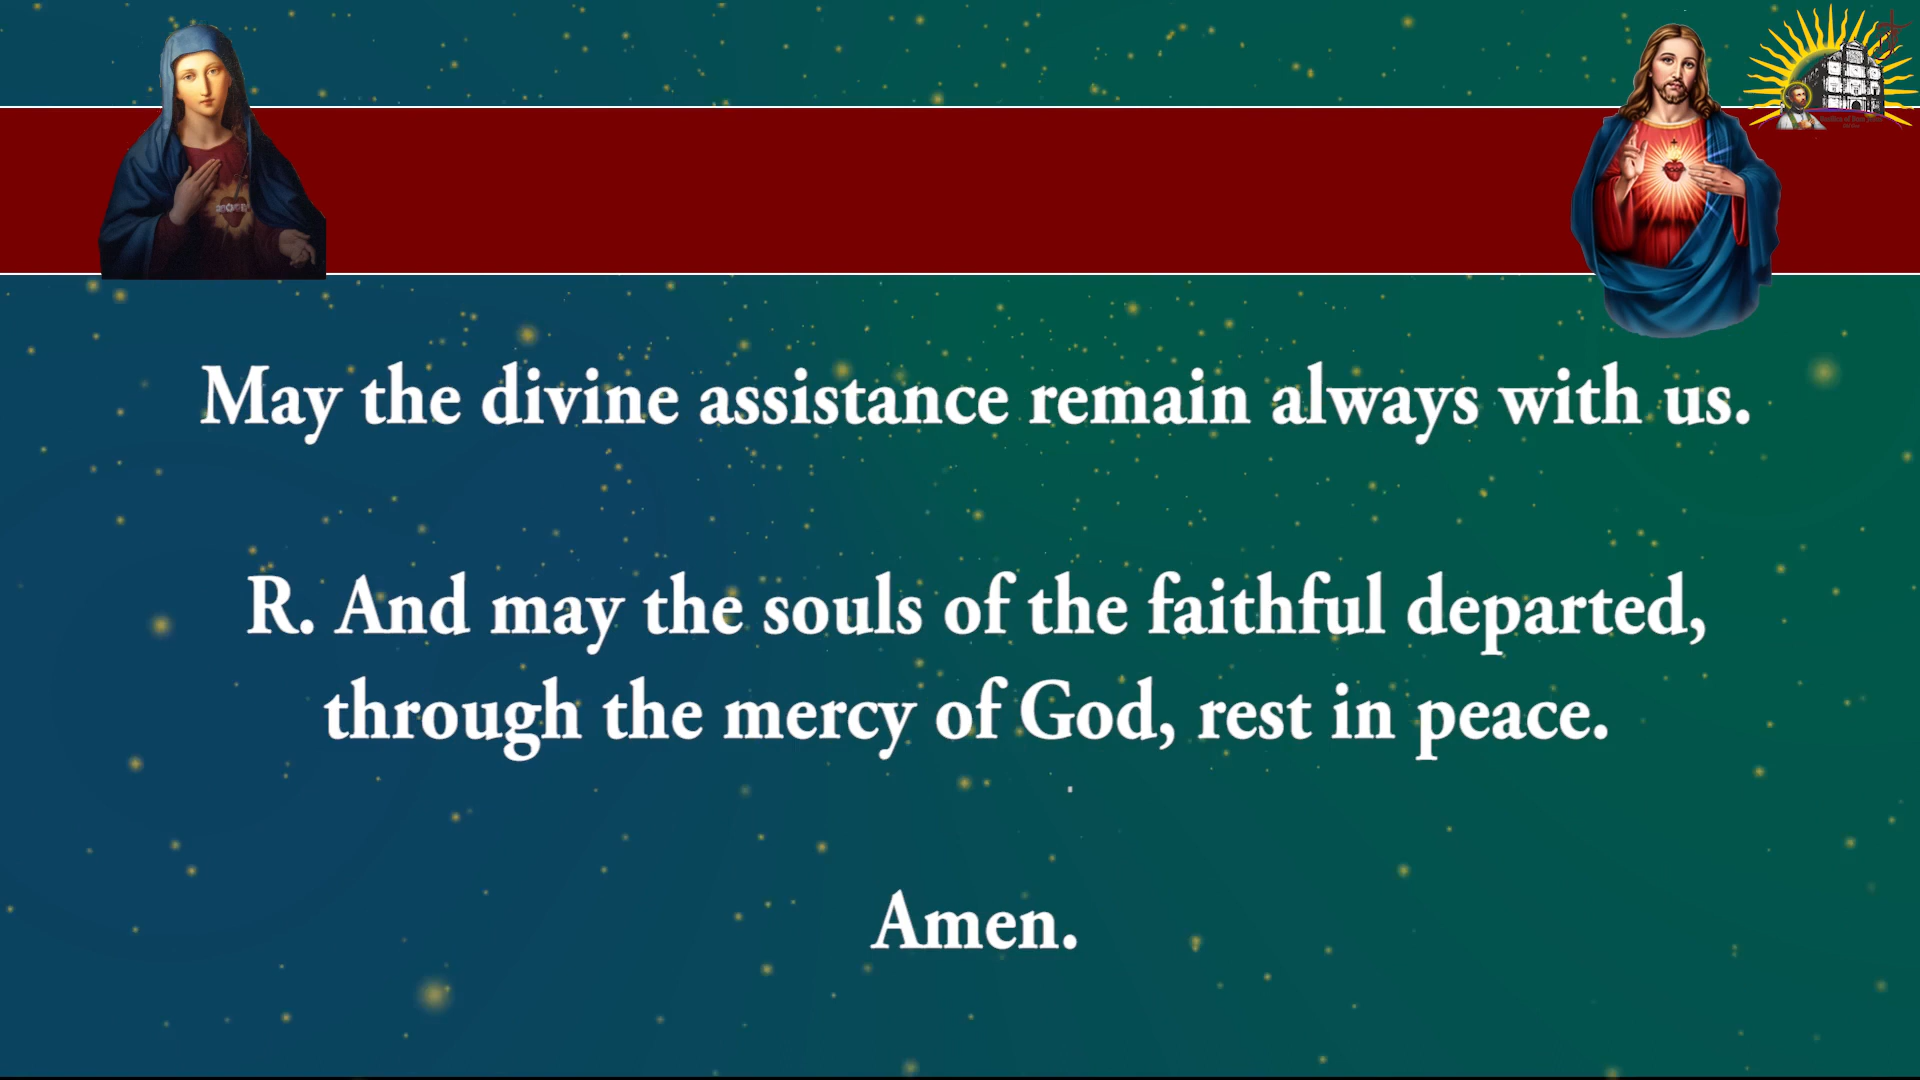 May the divine assistance remain always with us.
R. And may the souls of the faithful departed,
through the mercy of God, rest in peace.
Amen.